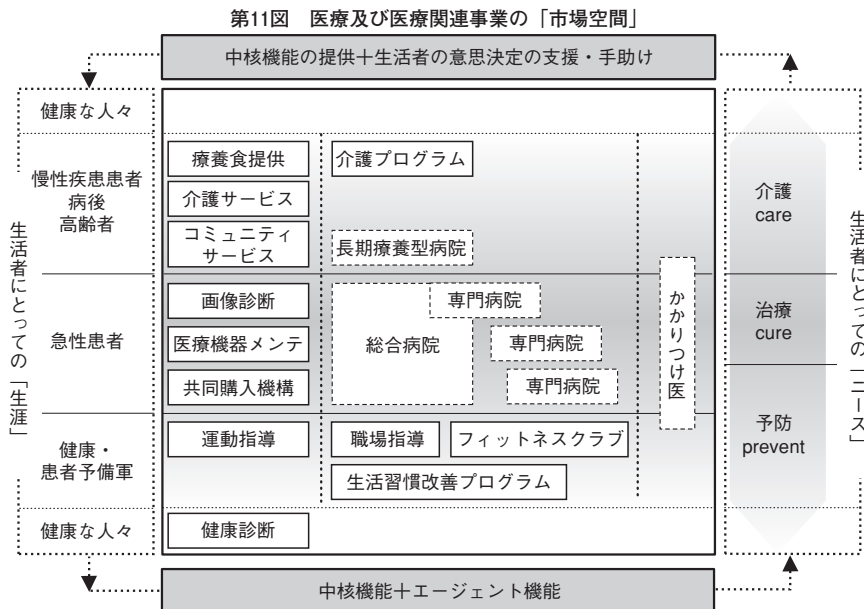 第11図 医療及び医療関連事業の「市場空間」
中核機能の提供＋生活者の意思決定の支援・手助け
生活者にとっての「生涯」
健康な人々
慢性疾患患者
病後
高齢者
急性患者
健康・
患者予備軍
健康な人々
療養食提供
介護サービス
コミュニティ
サービス
画像診断
医療機器メンテ
共同購入機構
運動指導
健康診断
介護プログラム
長期療養型病院
総合病院
専門病院
専門病院
専門病院
職場指導
フィットネスクラブ
生活習慣改善プログラム
かかりつけ医
介護
care
治療
cure
予防
prevent
生活者にとっての「ニーズ」
中核機能＋エージェント機能